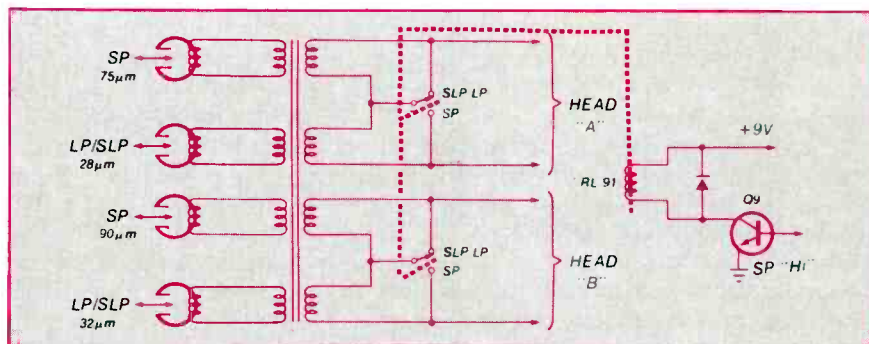 SP
75μm
LP/SLP
28μm
SP
90μm
LP/SLP
32μm
SLP LP
SP
SLP LP
SP
HEAD
"A"
HEAD
"B"
RL 91
+9V
Q9
SP "HI"